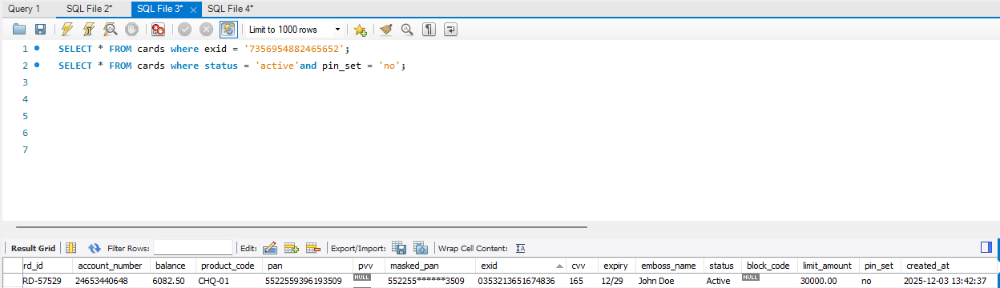 Query 1 SQL File 2* SQL File 3* SQL File 4*
Limit to 1000 rows
1 SELECT * FROM cards where exid = '7356954882465652';
2 SELECT * FROM cards where status = 'active'and pin_set = 'no';
3
4
5
6
7
Result Grid Filter Rows: Edit: Export/Import: Wrap Cell Content:
rd_id account_number balance product_code pan pvv masked_pan exid cvv expiry emboss_name status block_code limit_amount pin_set created_at
RD-57529 24653440648 6082.50 CHQ-01 5522559396193509 NULL 552255******3509 0353213651674836 165 12/29 John Doe Active NULL 30000.00 no 2025-12-03 13:42:37